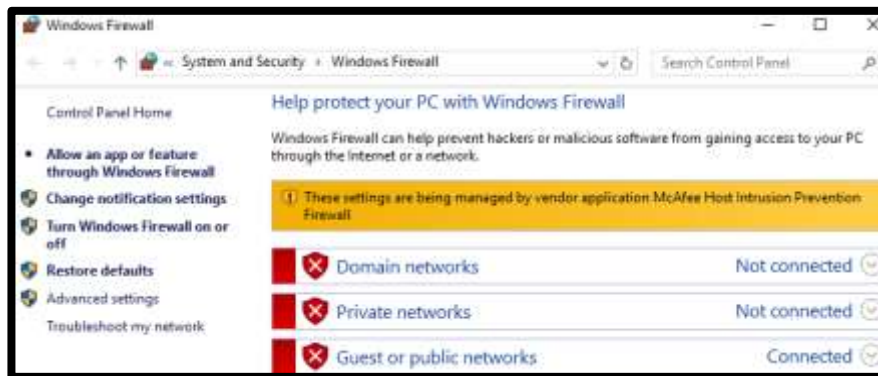 Windows Firewall
« System and Security › Windows Firewall
Search Control Panel
Control Panel Home
Allow an app or feature
through Windows Firewall
Change notification settings
Turn Windows Firewall on or
off
Restore defaults
Advanced settings
Troubleshoot my network
Help protect your PC with Windows Firewall
Windows Firewall can help prevent hackers or malicious software from gaining access to your PC
through the Internet or a network.
These settings are being managed by vendor application McAfee Host Intrusion Prevention
Firewall
Domain networks Not connected
Private networks Not connected
Guest or public networks Connected